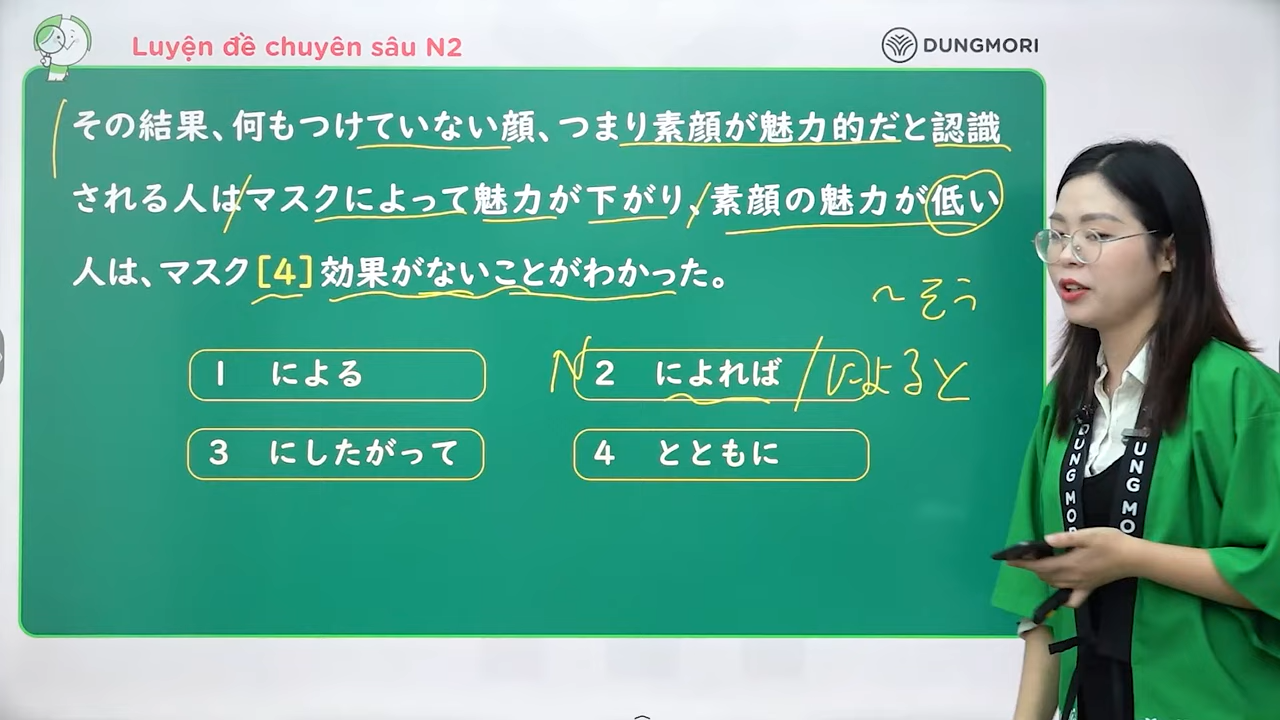 Luyện đề chuyên sâu N2
DUNGMORI
その結果、何もつけていない顔、つまり素顔が魅力的だと認識
される人はマスクによって魅力が下がり、素顔の魅力が低い
人は、マスク[4]効果がないことがわかった。
～そう
1 による
N 2 によれば / によると
3 にしたがって
4 とともに
DUNG MO
UNG MO